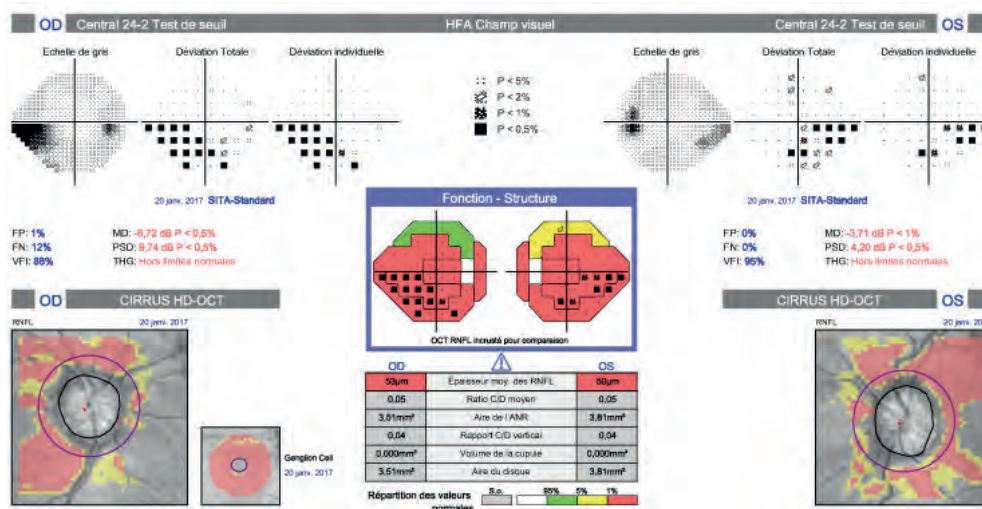 OD Central 24-2 Test de seuil HFA Champ visuel Central 24-2 Test de seuil OS
Echelle de gris Déviation Totale Déviation individuelle Echelle de gris Déviation Totale Déviation individuelle
P < 5%
P < 2%
P < 1%
P < 0,5%
20 janv. 2017 SITA-Standard
20 janv. 2017 SITA-Standard
FP: 1% MD: -6,72 dB P < 0,5%
FN: 12% PSD: 9,74 dB P < 0,5%
VFI: 88% THG: Hors limites normales
Fonction - Structure
OCT RNFL incrusté pour comparaison
FP: 0% MD: -3,71 dB P < 1%
FN: 0% PSD: 4,20 dB P < 0,5%
VFI: 95% THG: Hors limites normales
OD CIRRUS HD-OCT
RNFL 20 janv. 2017
Ganglion Cell
20 janv. 2017
OD OS
53µm Epaisseur moy. des RNFL 50µm
0,05 Ratio C/D moyen 0,05
3,51mm² Aire de l'ANR 3,81mm²
0,04 Rapport C/D vertical 0,04
0,000mm³ Volume de la cupule 0,000mm³
3,51mm² Aire du disque 3,81mm²
Répartition des valeurs normales S.o. 95% 5% 1%
CIRRUS HD-OCT OS
RNFL 20 janv. 20